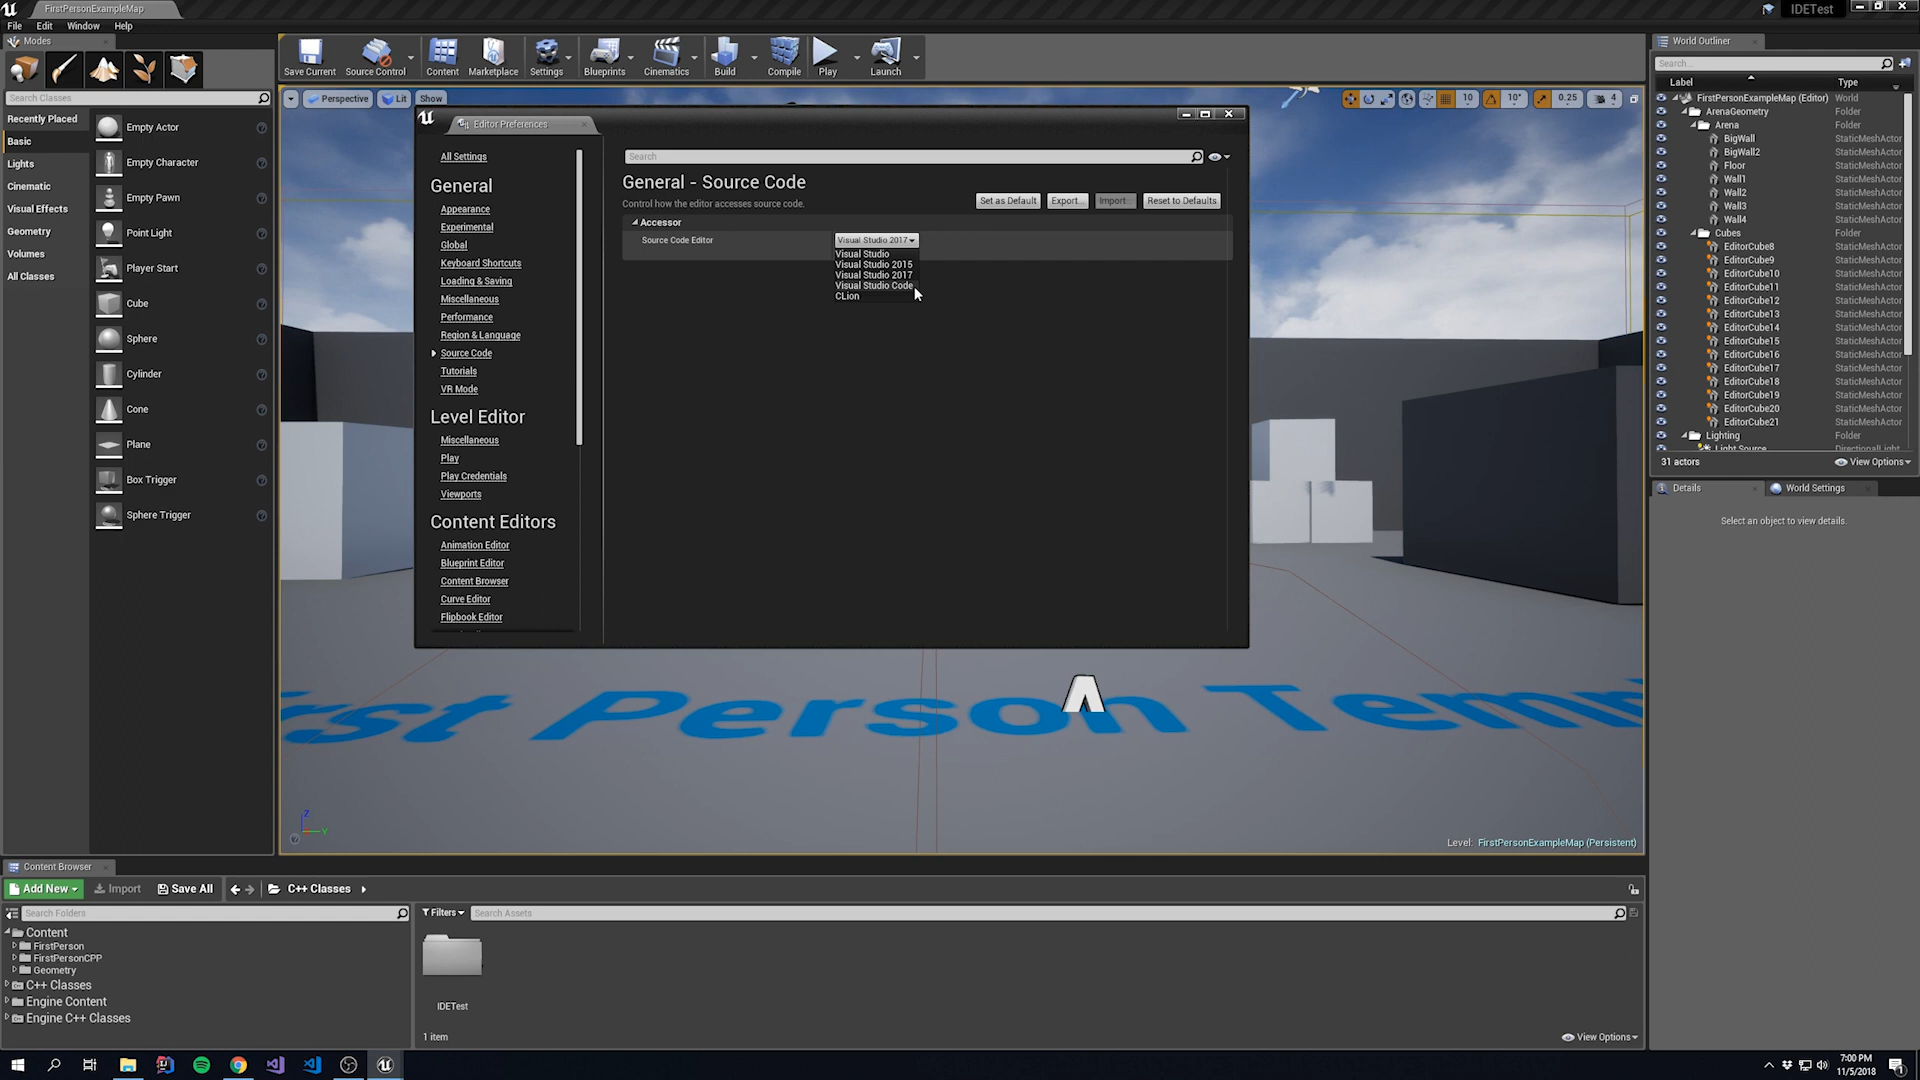 FirstPersonExampleMap
IDETest
File Edit Window Help
Modes
Search Classes
Recently Placed
Basic
Lights
Cinematic
Visual Effects
Geometry
Volumes
All Classes
Empty Actor
Empty Character
Empty Pawn
Point Light
Player Start
Cube
Sphere
Cylinder
Cone
Plane
Box Trigger
Sphere Trigger
Save Current Source Control Content Marketplace Settings Blueprints Cinematics Build Compile Play Launch
Perspective Lit Show
10 10° 0.25 4
Editor Preferences
All Settings
General
Appearance
Experimental
Global
Keyboard Shortcuts
Loading & Saving
Miscellaneous
Performance
Region & Language
Source Code
Tutorials
VR Mode
Level Editor
Miscellaneous
Play
Play Credentials
Viewports
Content Editors
Animation Editor
Blueprint Editor
Content Browser
Curve Editor
Flipbook Editor
Search
General - Source Code
Control how the editor accesses source code.
Set as Default Export... Import... Reset to Defaults
Accessor
Source Code Editor Visual Studio 2017
Visual Studio
Visual Studio 2015
Visual Studio 2017
Visual Studio Code
CLion
rst Person Temp
Z
Y
Level: FirstPersonExampleMap (Persistent)
World Outliner
Search...
Label Type
FirstPersonExampleMap (Editor) World
ArenaGeometry Folder
Arena Folder
BigWall StaticMeshActor
BigWall2 StaticMeshActor
Floor StaticMeshActor
Wall1 StaticMeshActor
Wall2 StaticMeshActor
Wall3 StaticMeshActor
Wall4 StaticMeshActor
Cubes Folder
EditorCube8 StaticMeshActor
EditorCube9 StaticMeshActor
EditorCube10 StaticMeshActor
EditorCube11 StaticMeshActor
EditorCube12 StaticMeshActor
EditorCube13 StaticMeshActor
EditorCube14 StaticMeshActor
EditorCube15 StaticMeshActor
EditorCube16 StaticMeshActor
EditorCube17 StaticMeshActor
EditorCube18 StaticMeshActor
EditorCube19 StaticMeshActor
EditorCube20 StaticMeshActor
EditorCube21 StaticMeshActor
Lighting Folder
Light Source DirectionalLight
31 actors View Options
Details World Settings
Select an object to view details.
Content Browser
Add New Import Save All C++ Classes
Search Folders
Content
FirstPerson
FirstPersonCPP
Geometry
C++ Classes
Engine Content
Engine C++ Classes
Filters Search Assets
IDETest
1 item View Options
7:00 PM
11/5/2018
1